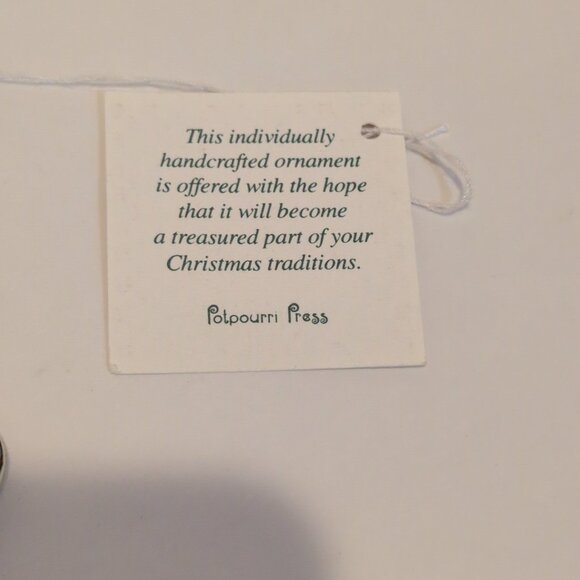 This individually
handcrafted ornament
is offered with the hope
that it will become
a treasured part of your
Christmas traditions.
Potpourri Press